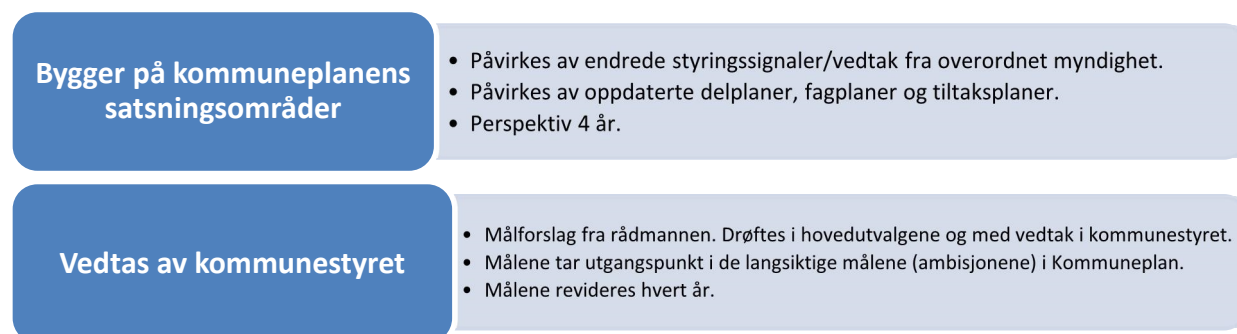 Bygger på kommuneplanens
satsningsområder
• Påvirkes av endrede styringssignaler/vedtak fra overordnet myndighet.
• Påvirkes av oppdaterte delplaner, fagplaner og tiltaksplaner.
• Perspektiv 4 år.
Vedtas av kommunestyret
• Målforslag fra rådmannen. Drøftes i hovedutvalgene og med vedtak i kommunestyret.
• Målene tar utgangspunkt i de langsiktige målene (ambisjonene) i Kommuneplan.
• Målene revideres hvert år.